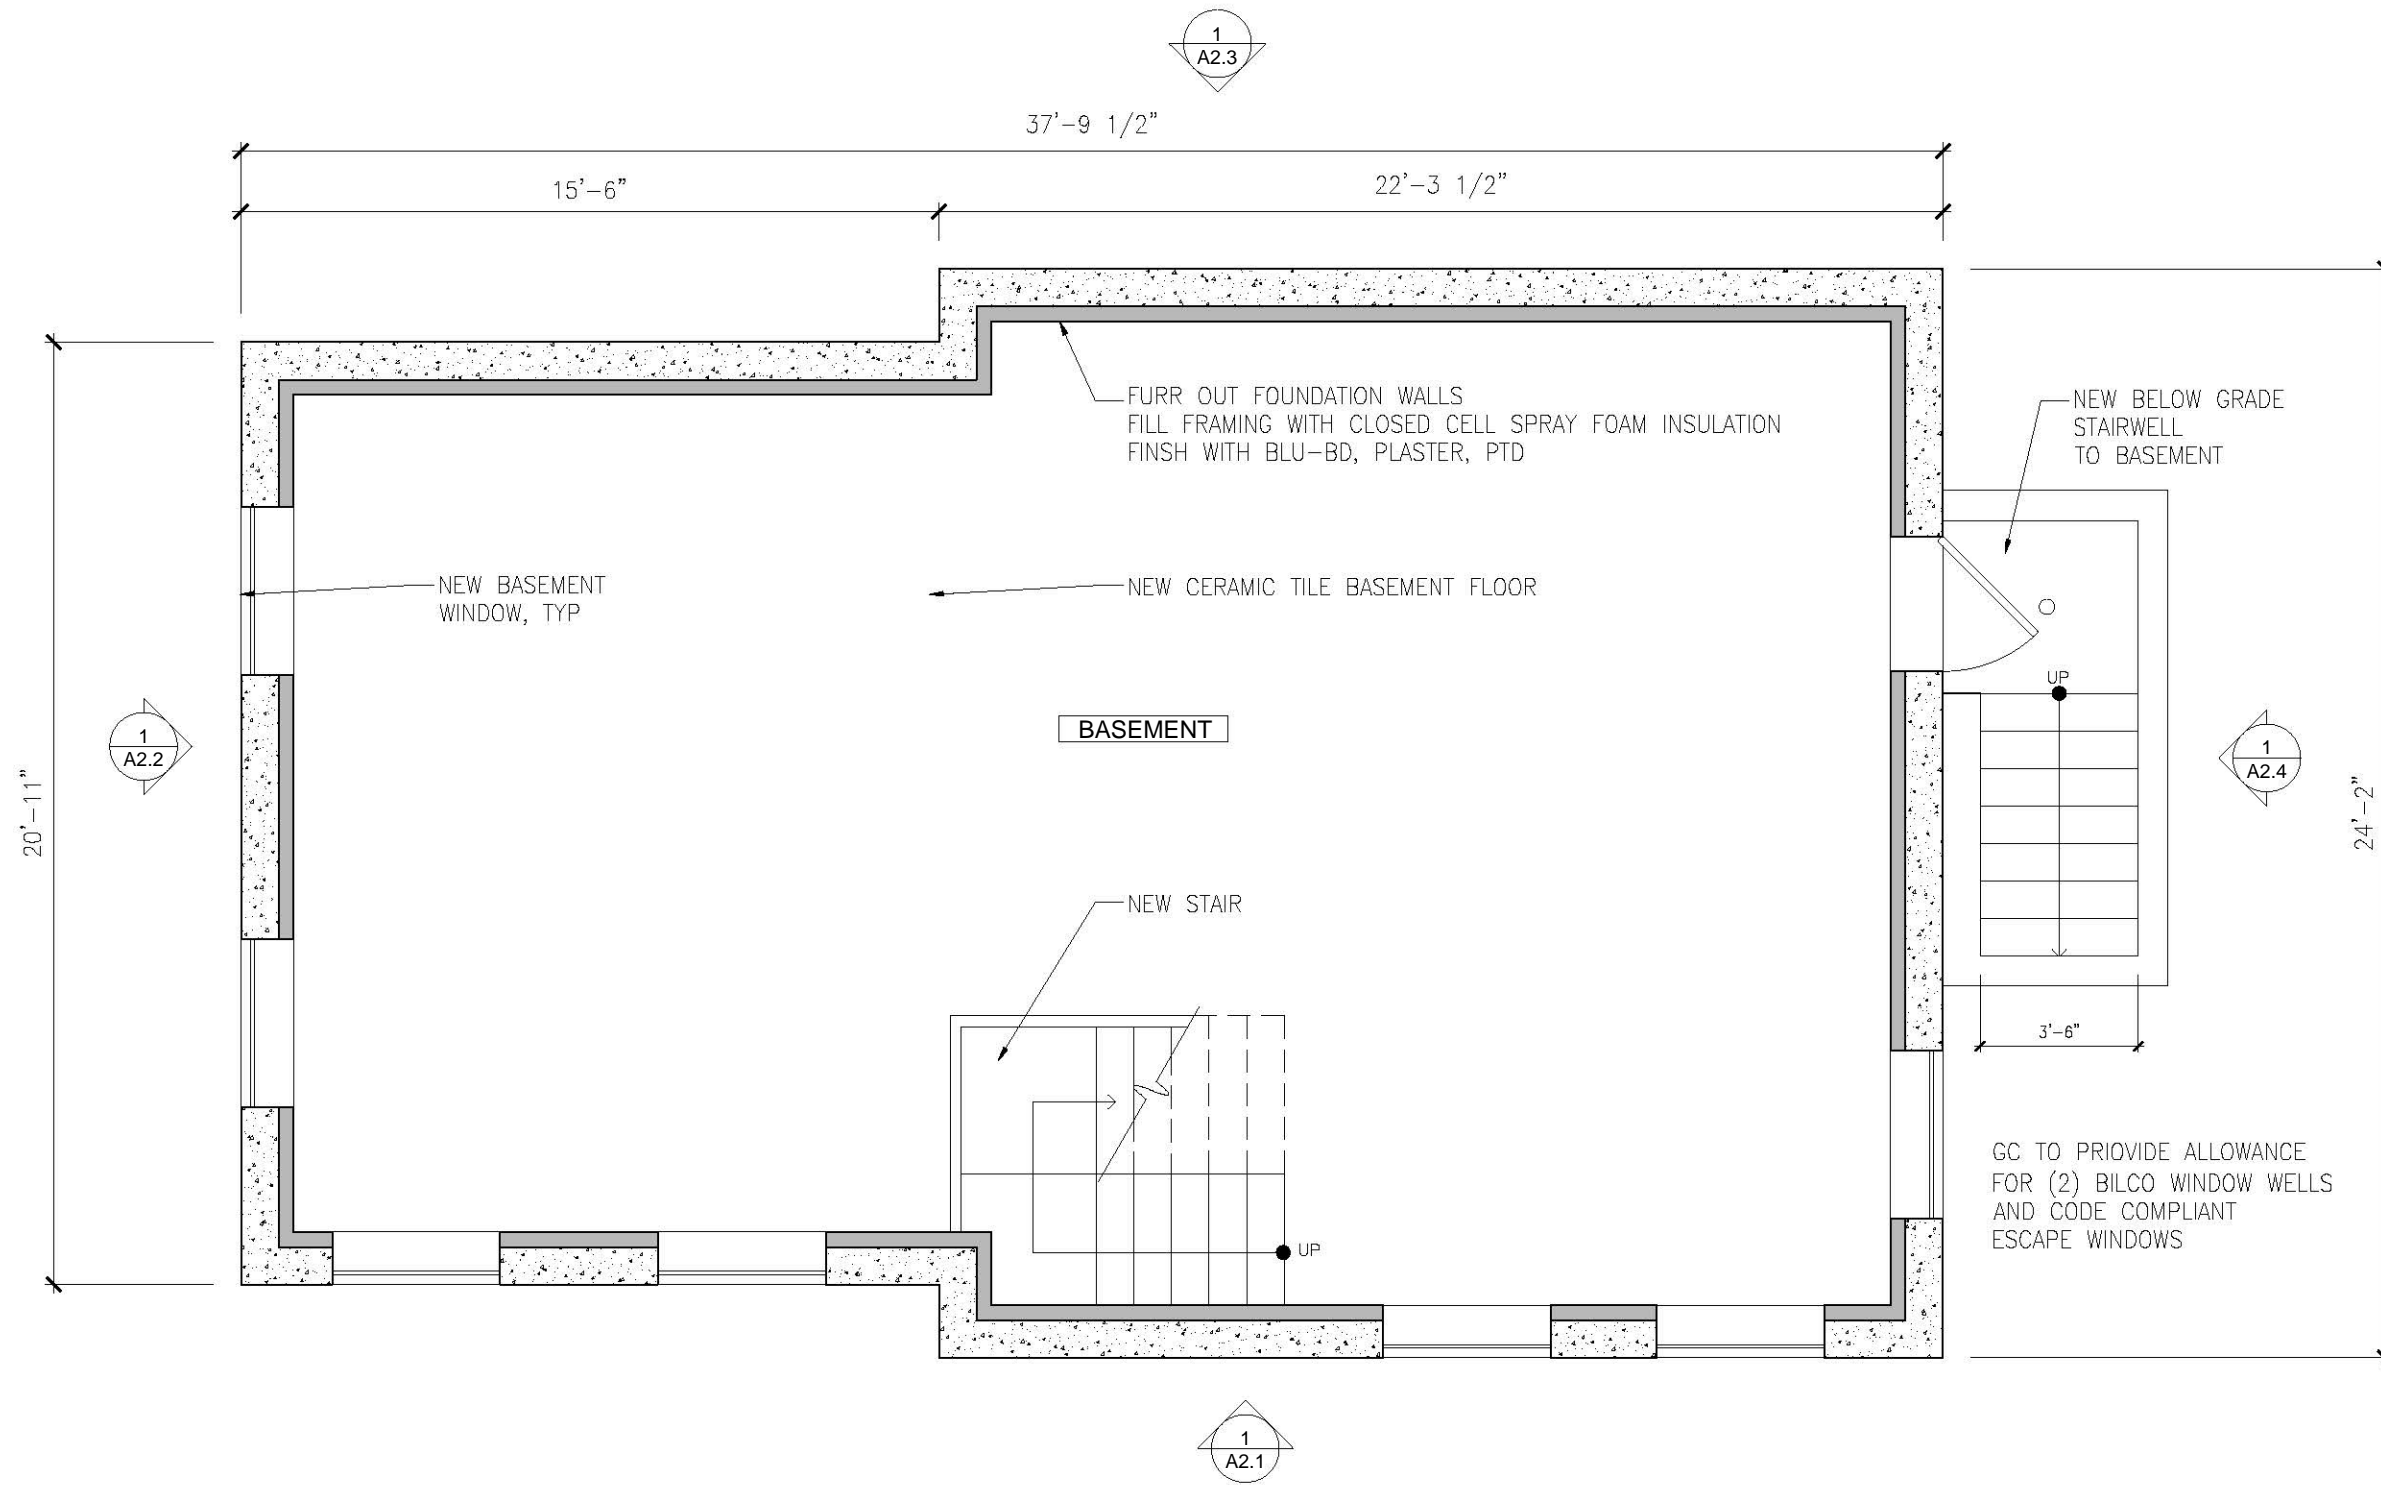 1
A2.3
37'-9 1/2"
15'-6"
22'-3 1/2"
FURR OUT FOUNDATION WALLS
FILL FRAMING WITH CLOSED CELL SPRAY FOAM INSULATION
FINSH WITH BLU-BD, PLASTER, PTD
NEW BELOW GRADE
STAIRWELL
TO BASEMENT
NEW BASEMENT
WINDOW, TYP
NEW CERAMIC TILE BASEMENT FLOOR
UP
BASEMENT
1
A2.2
1
A2.4
20'-11"
24'-2"
NEW STAIR
3'-6"
GC TO PRIOVIDE ALLOWANCE
FOR (2) BILCO WINDOW WELLS
AND CODE COMPLIANT
ESCAPE WINDOWS
UP
1
A2.1